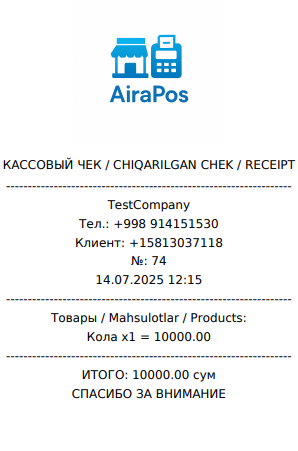 AiraPos
КАССОВЫЙ ЧЕК / CHIQARILGAN CHEK / RECEIPT
------------------------------------------------------------------
TestCompany
Тел.: +998 914151530
Клиент: +15813037118
№: 74
14.07.2025 12:15
------------------------------------------------------------------
Товары / Mahsulotlar / Products:
Кола x1 = 10000.00
------------------------------------------------------------------
ИТОГО: 10000.00 сум
СПАСИБО ЗА ВНИМАНИЕ